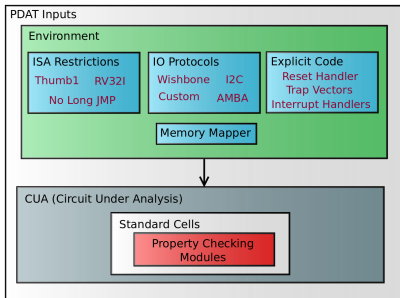 PDAT Inputs
Environment
ISA Restrictions
Thumb1 RV32I
No Long JMP
IO Protocols
Wishbone I2C
Custom AMBA
Explicit Code
Reset Handler
Trap Vectors
Interrupt Handlers
Memory Mapper
CUA (Circuit Under Analysis)
Standard Cells
Property Checking
Modules